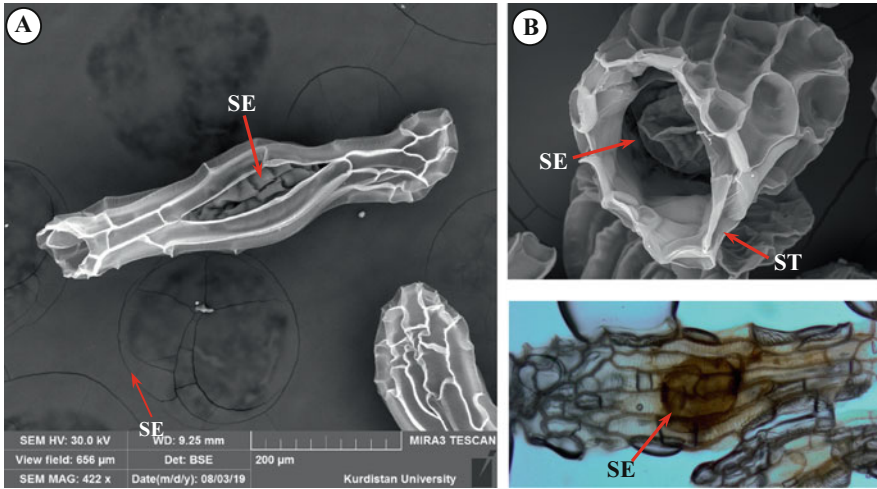 A
SE
SE
SEM HV: 30.0 kV
WD: 9.25 mm
MIRA3 TESCAN
View field: 656 µm
Det: BSE
200 µm
SEM MAG: 422 x
Date(m/d/y): 08/03/19
Kurdistan University
B
SE
ST
SE